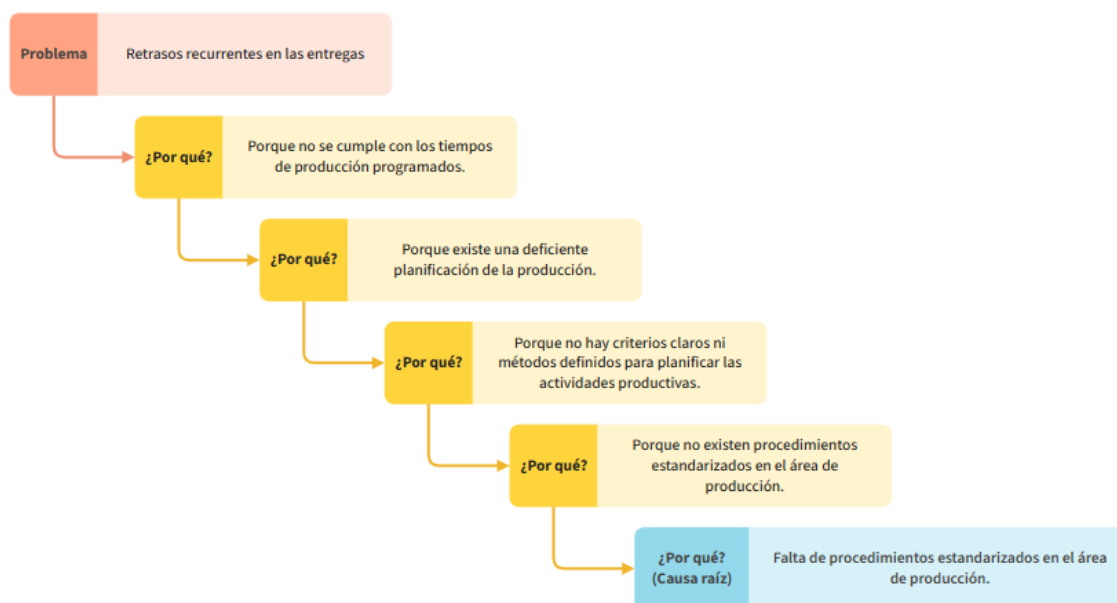 Problema
Retrasos recurrentes en las entregas
¿Por qué?
Porque no se cumple con los tiempos
de producción programados.
¿Por qué?
Porque existe una deficiente
planificación de la producción.
¿Por qué?
Porque no hay criterios claros ni
métodos definidos para planificar las
actividades productivas.
¿Por qué?
Porque no existen procedimientos
estandarizados en el área de
producción.
¿Por qué?
(Causa raíz)
Falta de procedimientos estandarizados en el área
de producción.